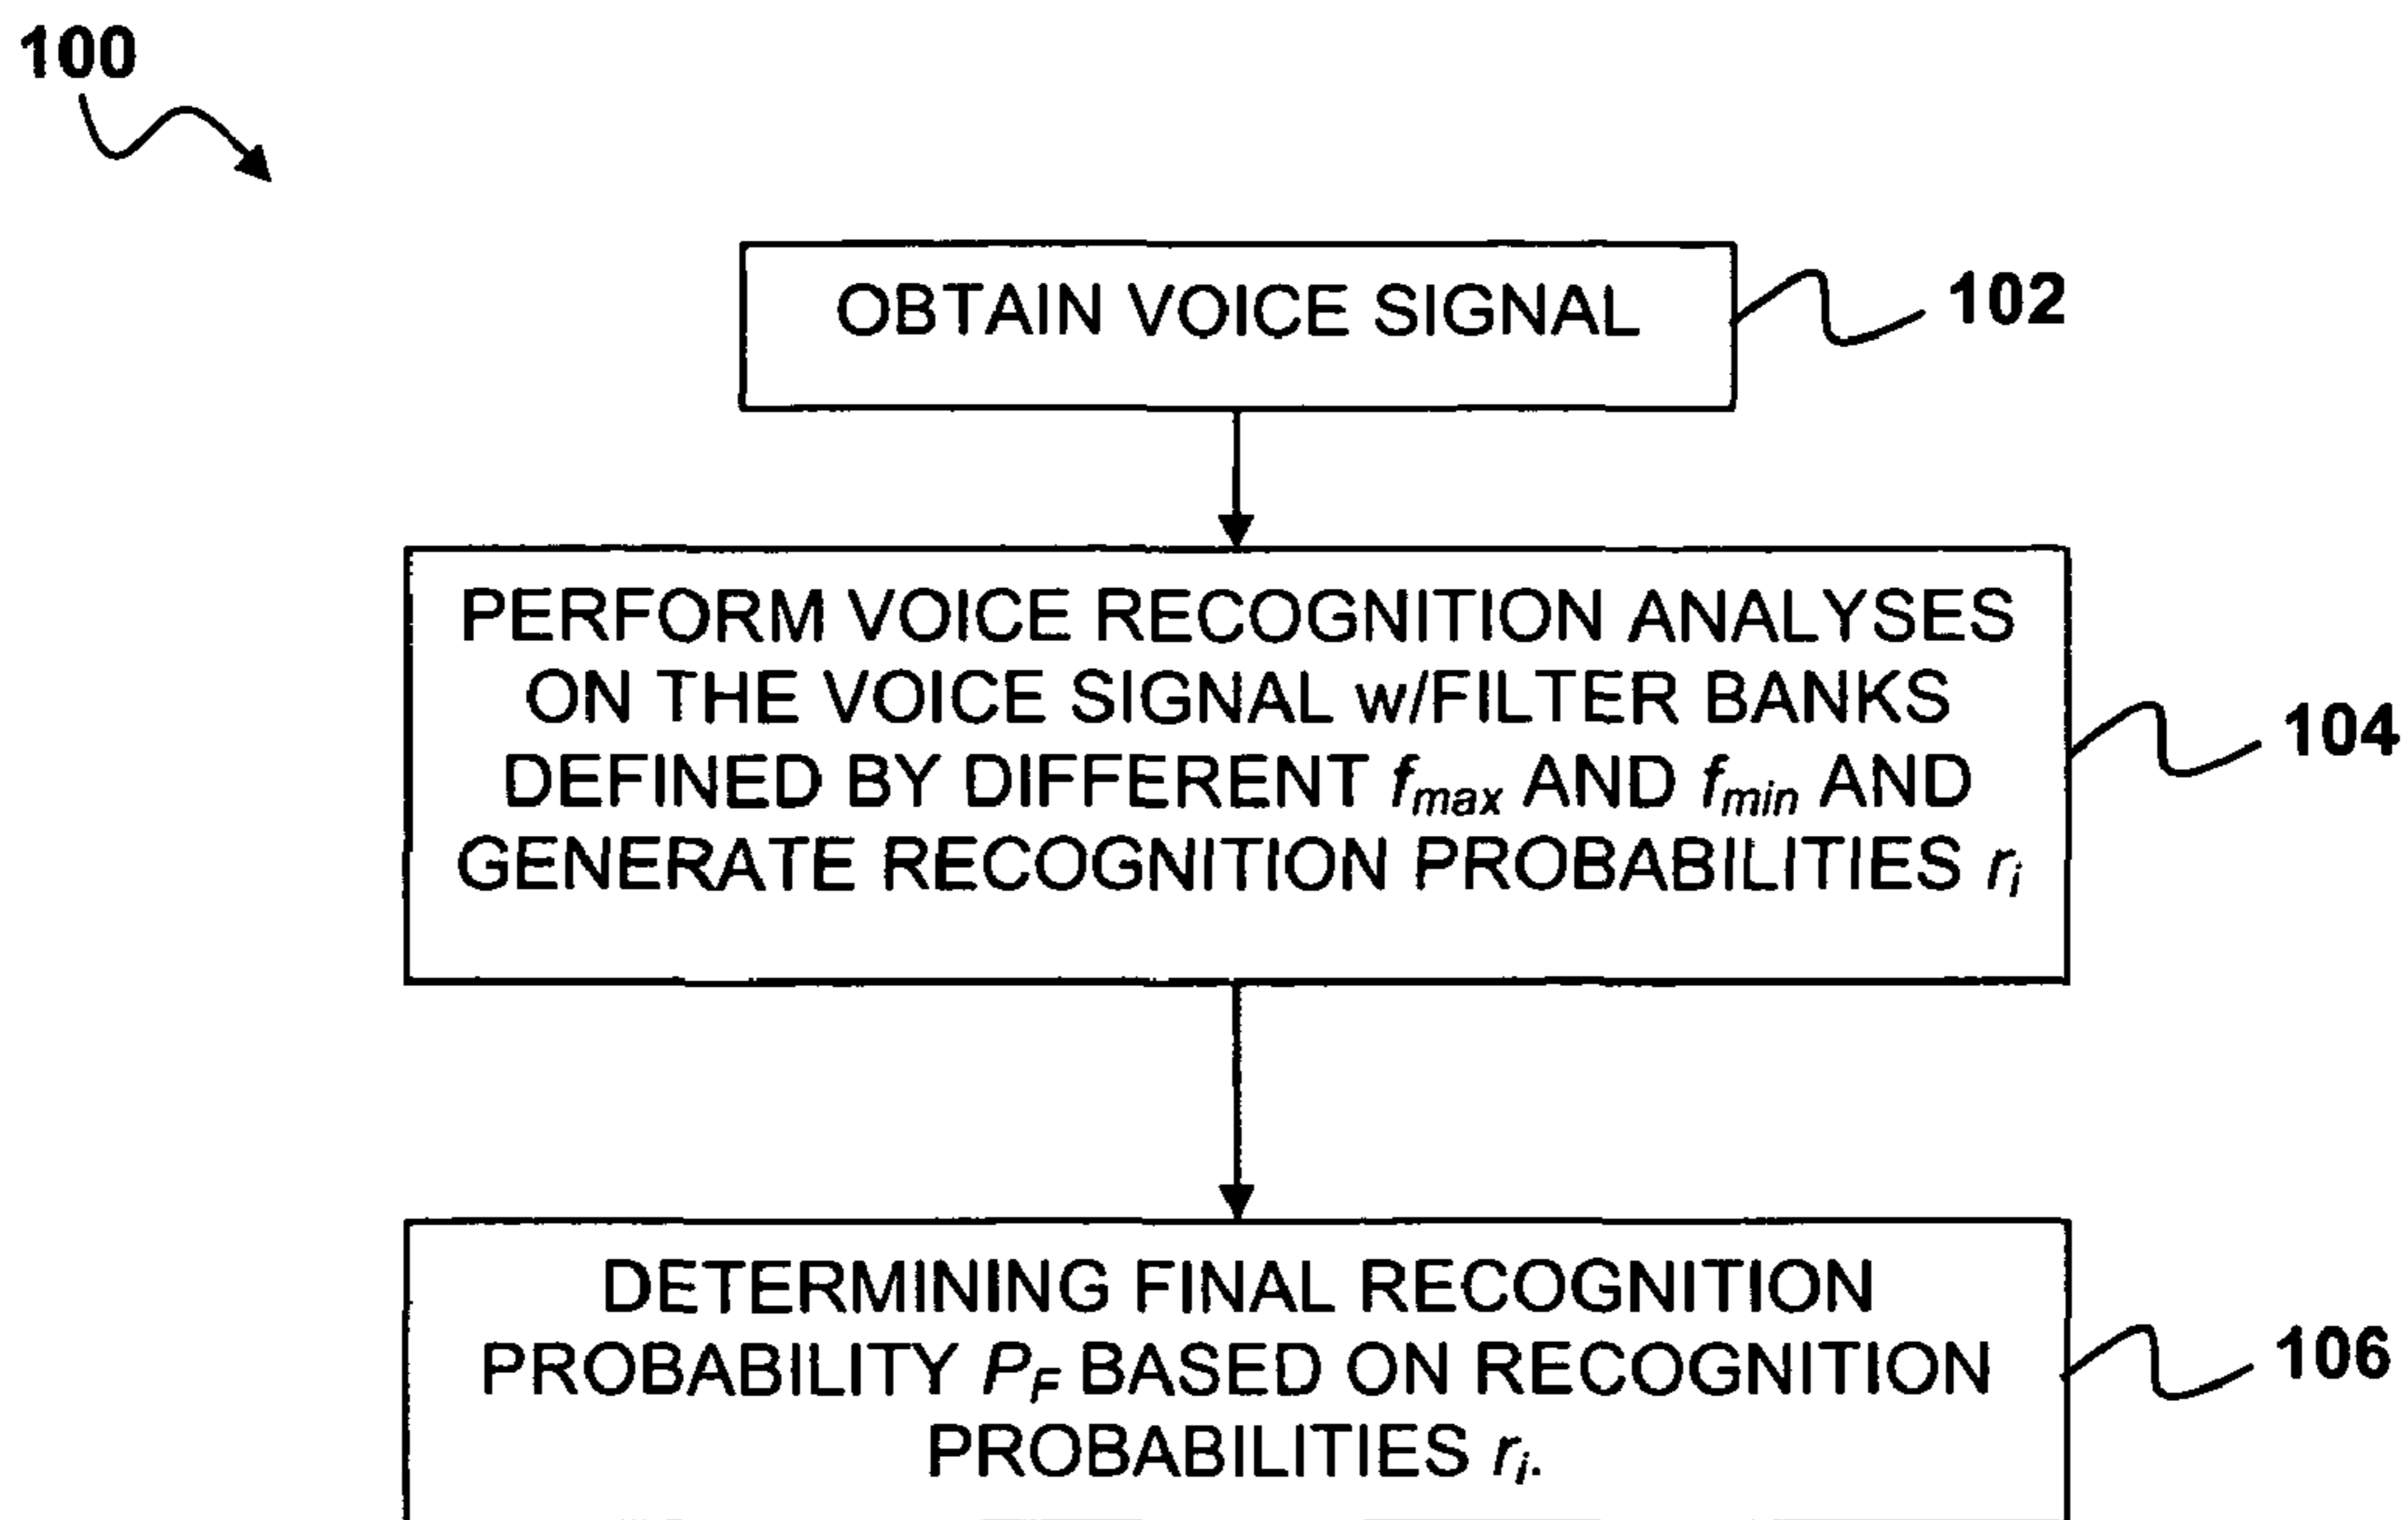 100
OBTAIN VOICE SIGNAL
102
PERFORM VOICE RECOGNITION ANALYSES
ON THE VOICE SIGNAL w/FILTER BANKS
DEFINED BY DIFFERENT fmax AND fmin AND
GENERATE RECOGNITION PROBABILITIES ri
104
DETERMINING FINAL RECOGNITION
PROBABILITY PF BASED ON RECOGNITION
PROBABILITIES ri.
106